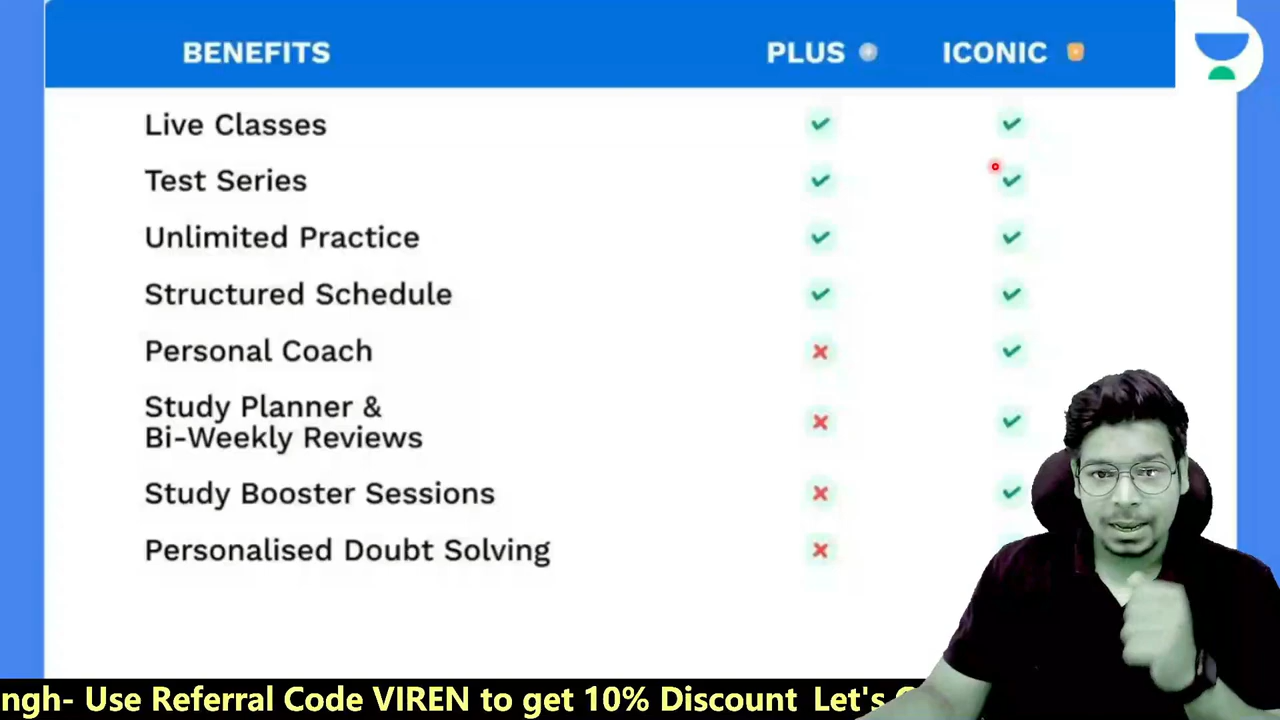 BENEFITS PLUS ICONIC
Live Classes
Test Series
Unlimited Practice
Structured Schedule
Personal Coach
Study Planner &
Bi-Weekly Reviews
Study Booster Sessions
Personalised Doubt Solving
ngh- Use Referral Code VIREN to get 10% Discount Let's